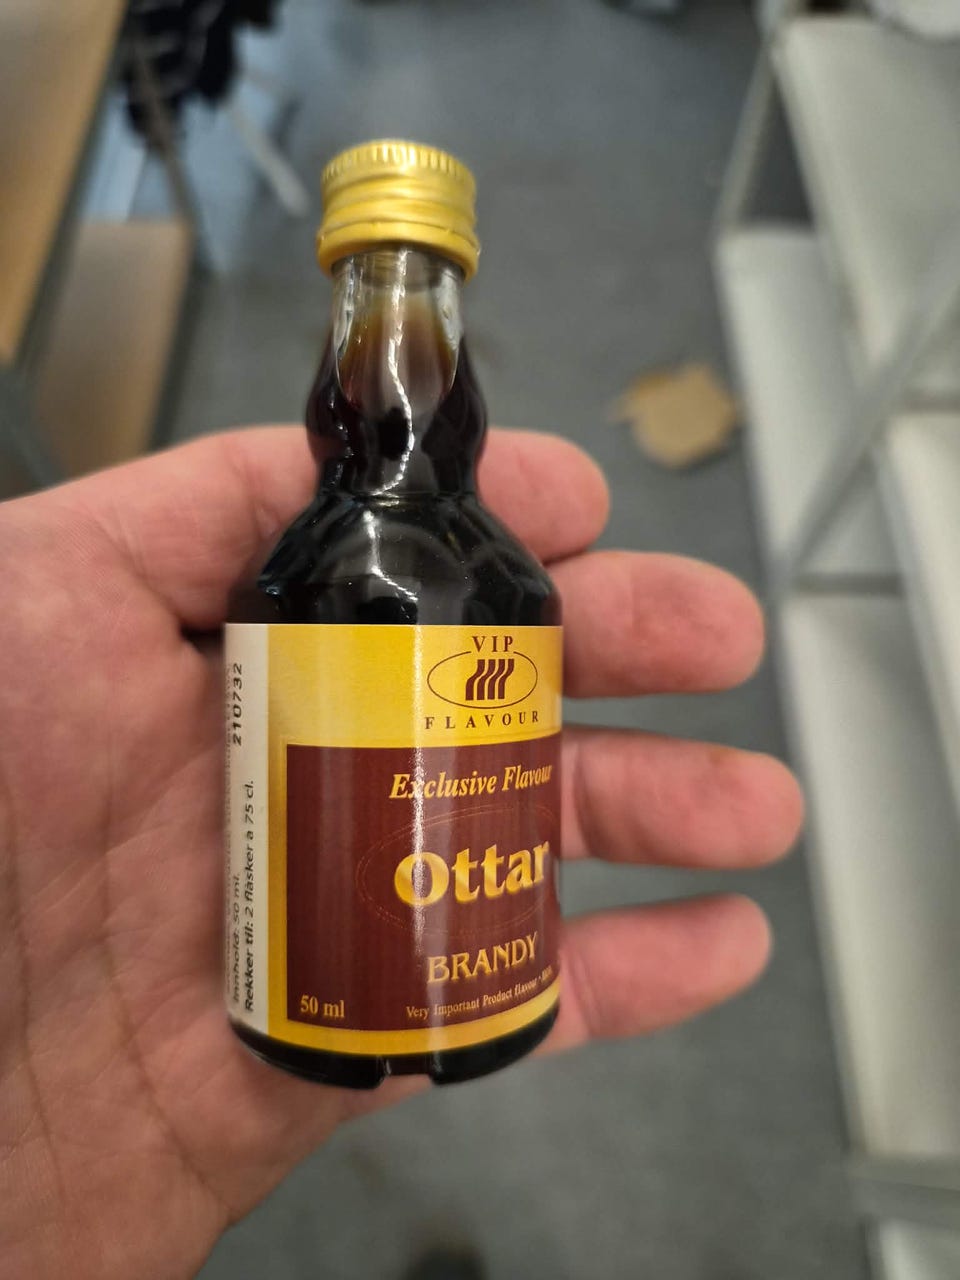 VIP
FLAVOUR
Exclusive Flavour
Ottar
BRANDY
50 ml
Very Important Product flavour
210732
Innhold: 50 ml.
Rekker til: 2 flasker à 75 cl.